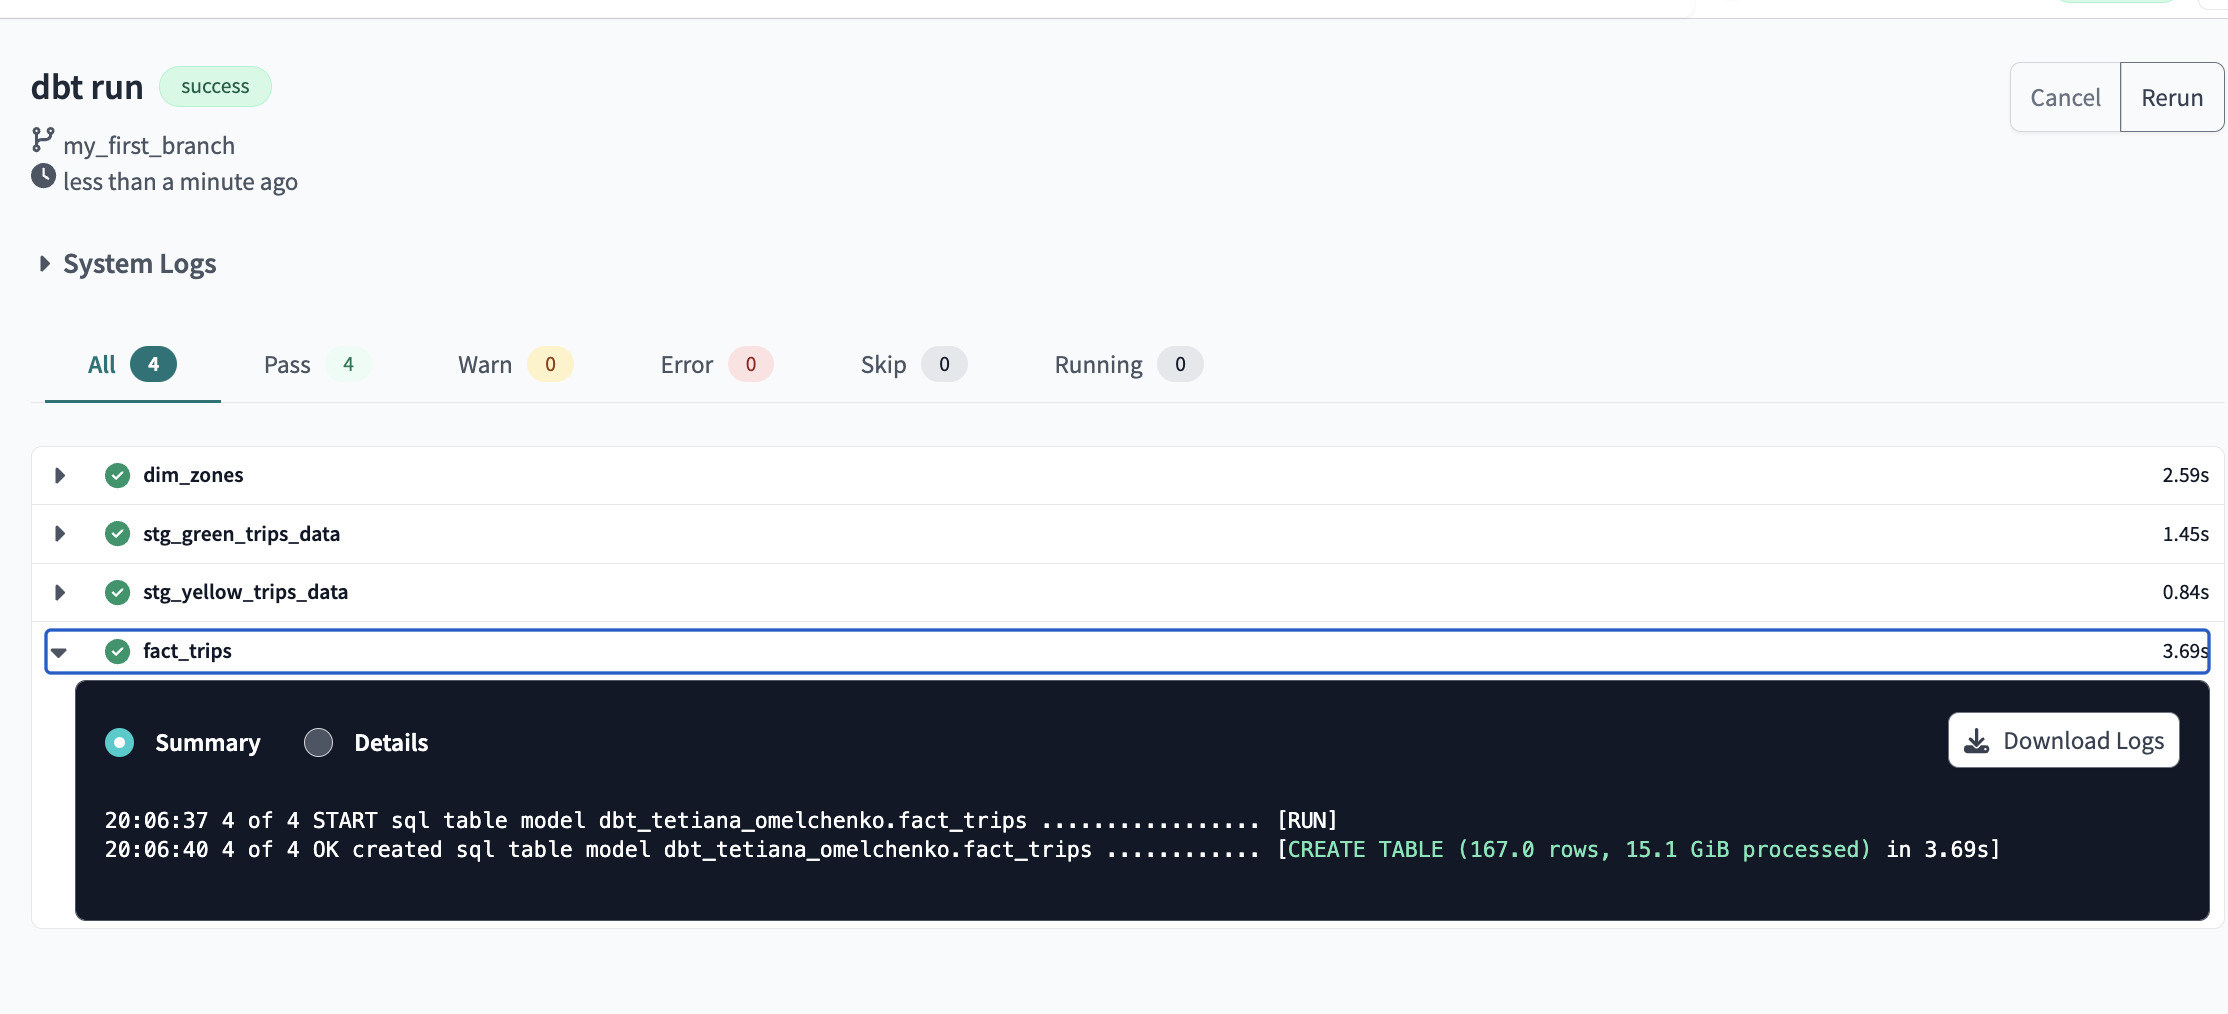 dbt run success
Cancel Rerun
my_first_branch
less than a minute ago
System Logs
All 4 Pass 4 Warn 0 Error 0 Skip 0 Running 0
dim_zones 2.59s
stg_green_trips_data 1.45s
stg_yellow_trips_data 0.84s
fact_trips 3.69s
Summary Details Download Logs
20:06:37 4 of 4 START sql table model dbt_tetiana_omelchenko.fact_trips ................. [RUN]
20:06:40 4 of 4 OK created sql table model dbt_tetiana_omelchenko.fact_trips ............ [CREATE TABLE (167.0 rows, 15.1 GiB processed) in 3.69s]